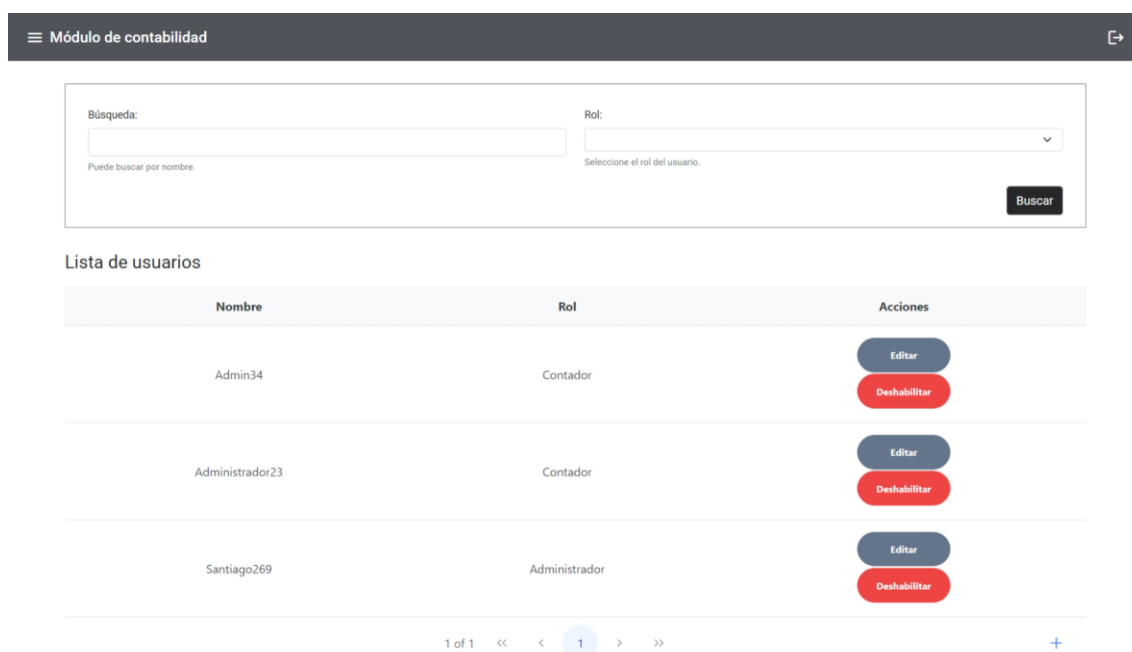 Módulo de contabilidad
Búsqueda:
Rol:
Puede buscar por nombre.
Seleccione el rol del usuario.
Buscar
Lista de usuarios
Nombre Rol Acciones
Editar
Admin34 Contador
Deshabilitar
Editar
Administrador23 Contador
Deshabilitar
Editar
Santiago269 Administrador
Deshabilitar
1 of 1 << < 1 > >> +